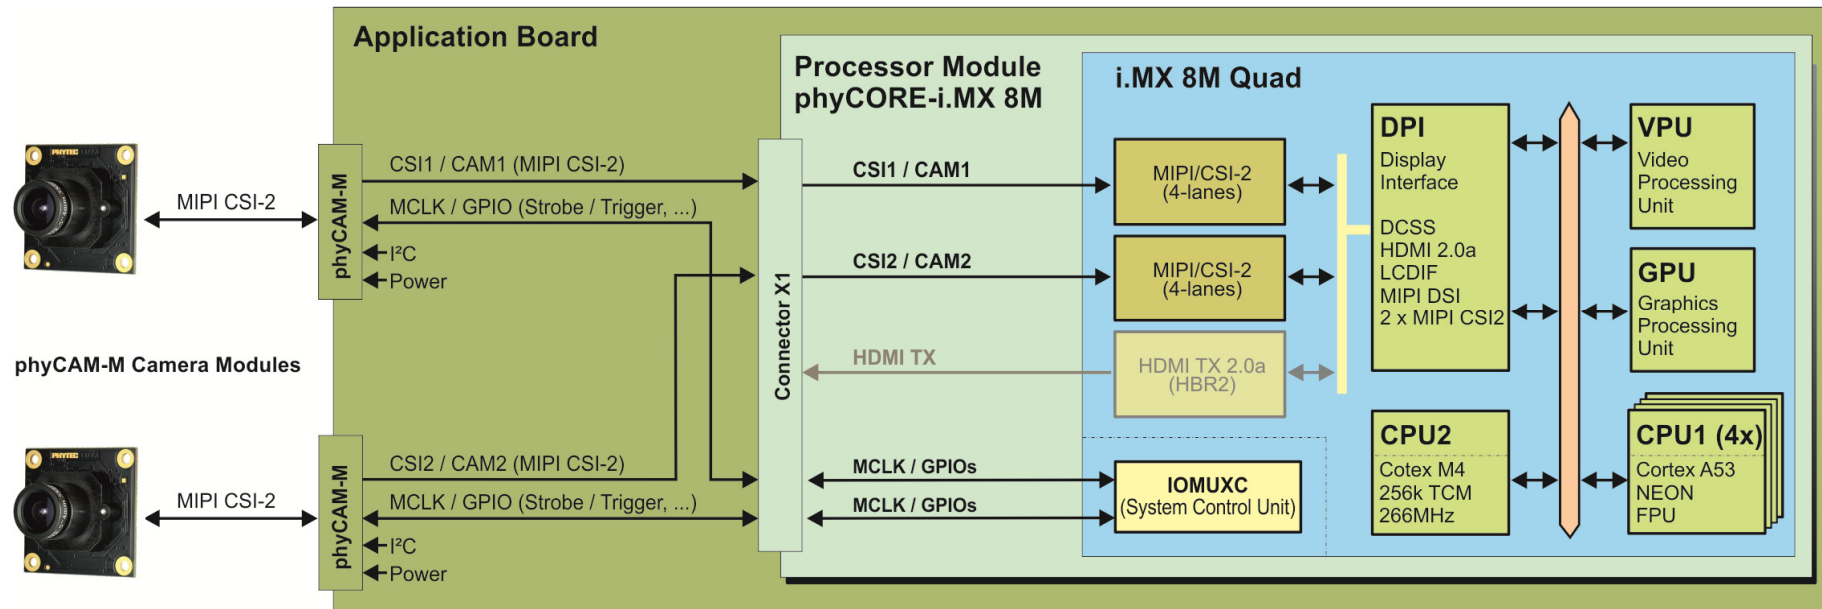 Application Board
Processor Module
phyCORE-i.MX 8M
i.MX 8M Quad
PHYTEC
MIPI CSI-2
phyCAM-M
CSI1 / CAM1 (MIPI CSI-2)
MCLK / GPIO (Strobe / Trigger, ...)
I²C
Power
phyCAM-M Camera Modules
PHYTEC
MIPI CSI-2
phyCAM-M
CSI2 / CAM2 (MIPI CSI-2)
MCLK / GPIO (Strobe / Trigger, ...)
I²C
Power
Connector X1
CSI1 / CAM1
CSI2 / CAM2
HDMI TX
MCLK / GPIOs
MCLK / GPIOs
MIPI/CSI-2
(4-lanes)
MIPI/CSI-2
(4-lanes)
HDMI TX 2.0a
(HBR2)
IOMUXC
(System Control Unit)
DPI
Display
Interface
DCSS
HDMI 2.0a
LCDIF
MIPI DSI
2 x MIPI CSI2
CPU2
Cotex M4
256k TCM
266MHz
VPU
Video
Processing
Unit
GPU
Graphics
Processing
Unit
CPU1 (4x)
Cortex A53
NEON
FPU